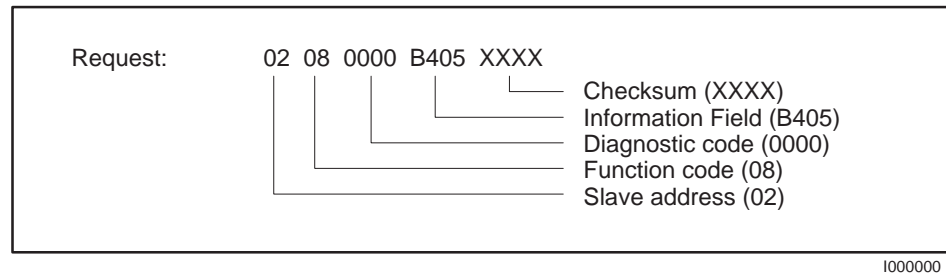 Request: 02 08 0000 B405 XXXX
Checksum (XXXX)
Information Field (B405)
Diagnostic code (0000)
Function code (08)
Slave address (02)
I000000